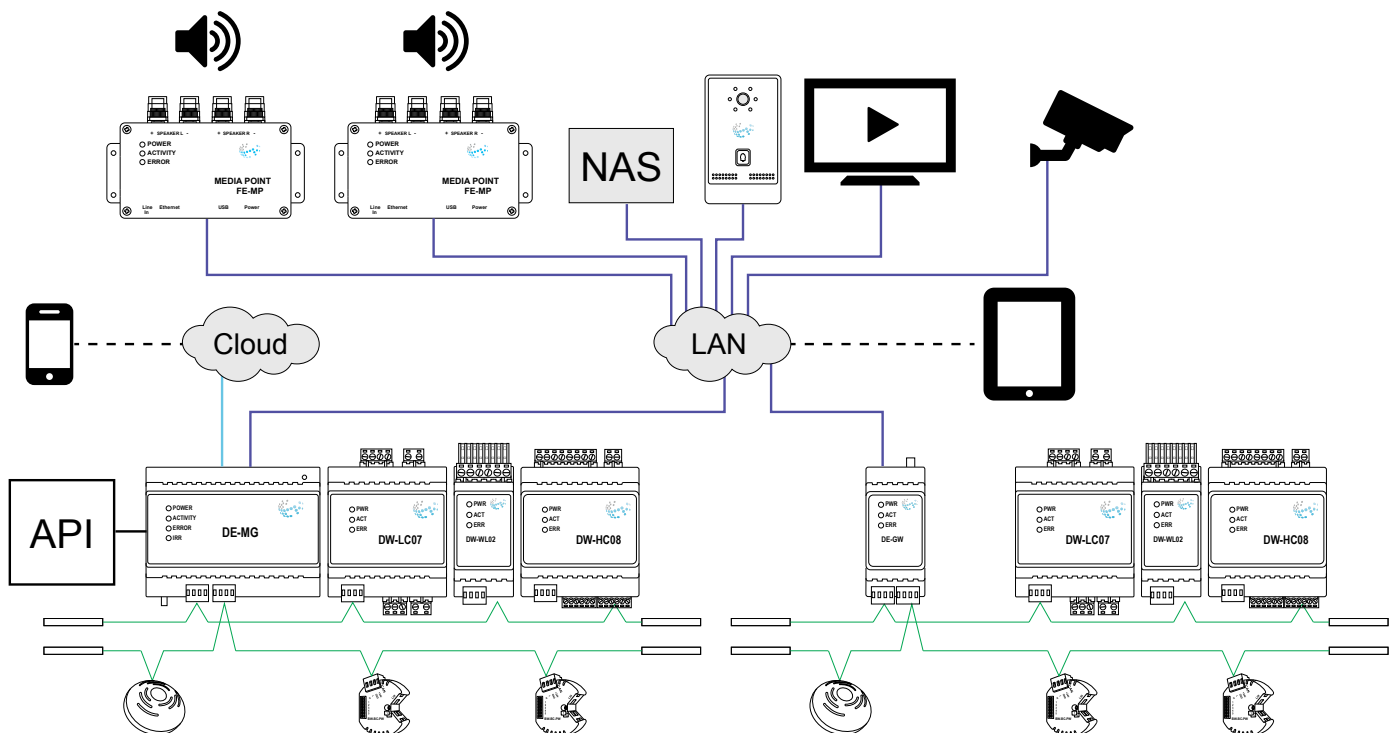 + SPEAKER L - + SPEAKER R -
POWER
ACTIVITY
ERROR
MEDIA POINT
FE-MP
Line In Ethernet USB Power
+ SPEAKER L - + SPEAKER R -
POWER
ACTIVITY
ERROR
MEDIA POINT
FE-MP
Line In Ethernet USB Power
NAS
Cloud
LAN
API
POWER
ACTIVITY
ERROR
IRR
DE-MG
PWR
ACT
ERR
DW-LC07
PWR
ACT
ERR
DW-WL02
PWR
ACT
ERR
DW-HC08
PWR
ACT
ERR
DE-GW
PWR
ACT
ERR
DW-LC07
PWR
ACT
ERR
DW-WL02
PWR
ACT
ERR
DW-HC08